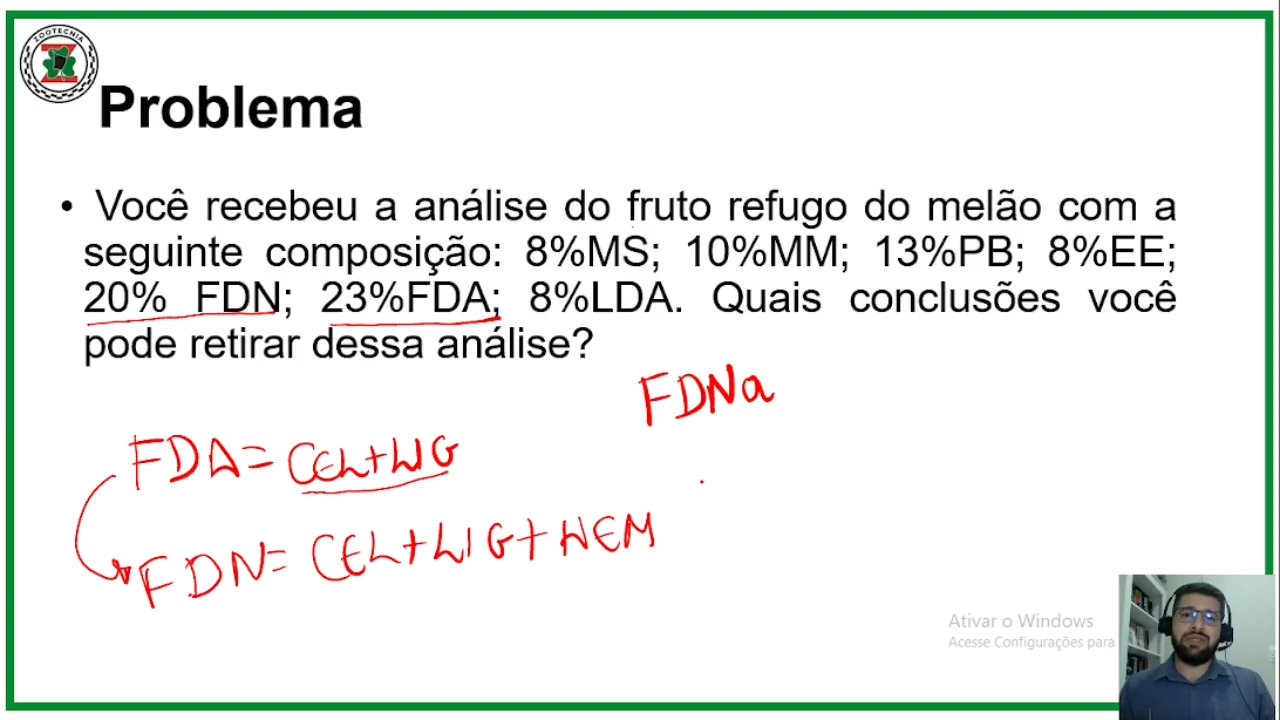 ZOOTECNIA
Z
Problema
• Você recebeu a análise do fruto refugo do melão com a
seguinte composição: 8%MS; 10%MM; 13%PB; 8%EE;
20% FDN; 23%FDA; 8%LDA. Quais conclusões você
pode retirar dessa análise?
FDNa
FDA = CEL+LIG
FDN = CEL+LIG+HEM
Ativar o Windows
Acesse Configurações para